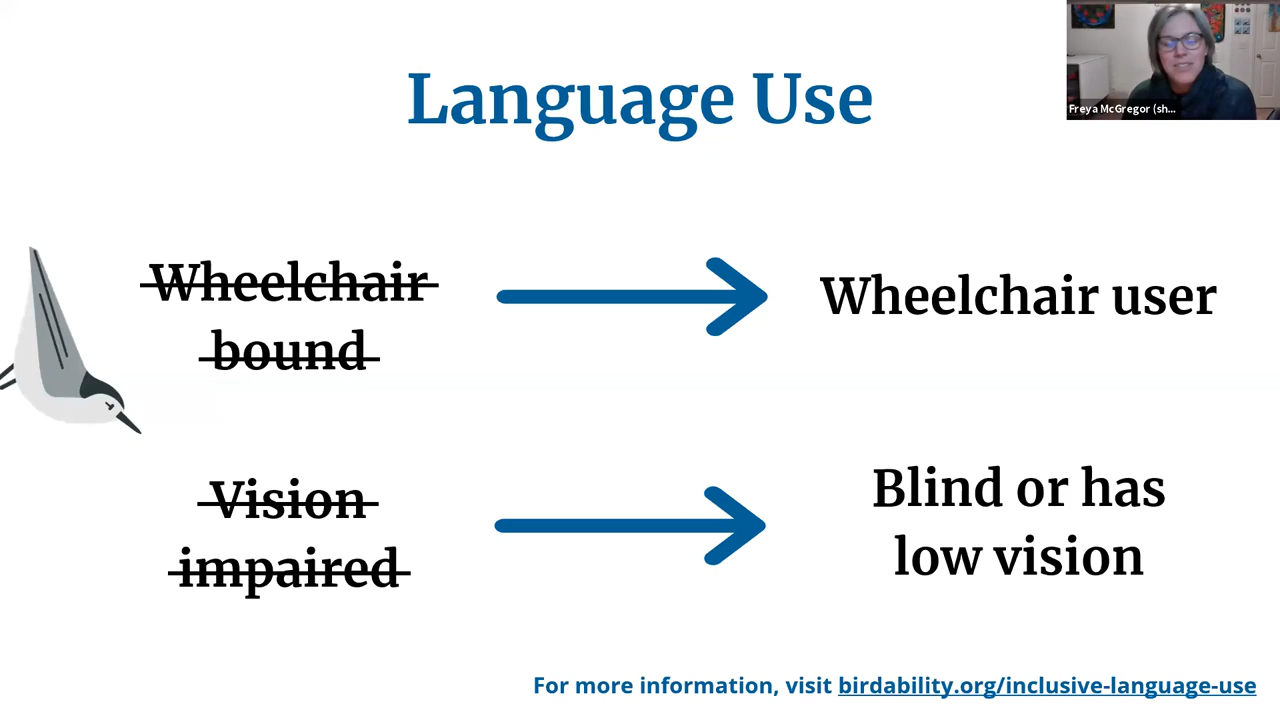 Language Use
Freya McGregor (sh...
Wheelchair
bound
Wheelchair user
Vision
impaired
Blind or has
low vision
For more information, visit birdability.org/inclusive-language-use